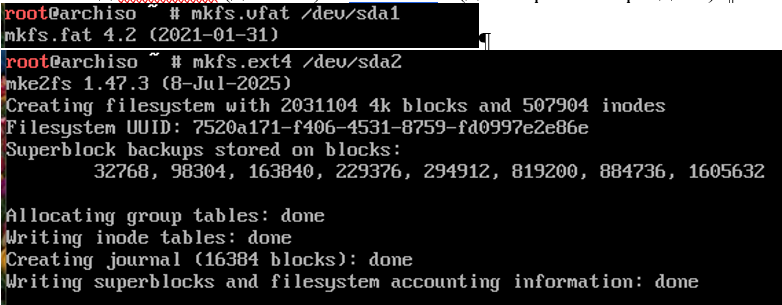 root@archiso ~ # mkfs.vfat /dev/sda1
mkfs.fat 4.2 (2021-01-31)
¶
root@archiso ~ # mkfs.ext4 /dev/sda2
mke2fs 1.47.3 (8-Jul-2025)
Creating filesystem with 2031104 4k blocks and 507904 inodes
Filesystem UUID: 7520a171-f406-4531-8759-fd0997e2e86e
Superblock backups stored on blocks:
32768, 98304, 163840, 229376, 294912, 819200, 884736, 1605632
Allocating group tables: done
Writing inode tables: done
Creating journal (16384 blocks): done
Writing superblocks and filesystem accounting information: done